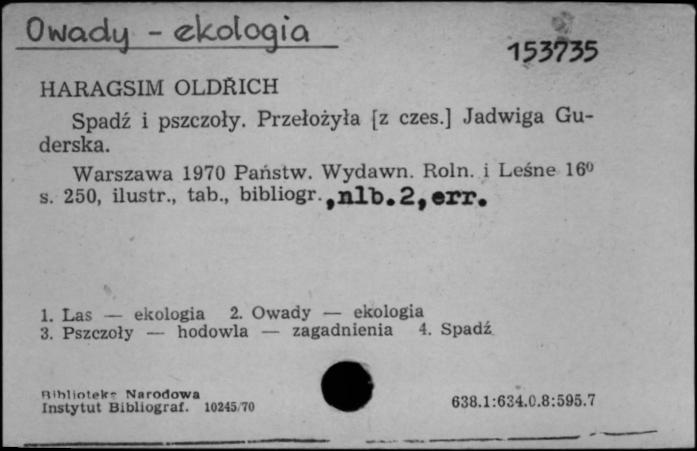 Owady - ekologia
153735
HARAGSIM OLDŘICH
Spadź i pszczoły. Przełożyła [z czes.] Jadwiga Gu-
derska.
Warszawa 1970 Państw. Wydawn. Roln. i Leśne 16⁰
s. 250, ilustr., tab., bibliogr. ,nlb.2,err.
1. Las — ekologia 2. Owady — ekologia
3. Pszczoły — hodowla — zagadnienia 4. Spadź
Biblioteka Narodowa
Instytut Bibliograf. 10245/70
638.1:634.0.8:595.7